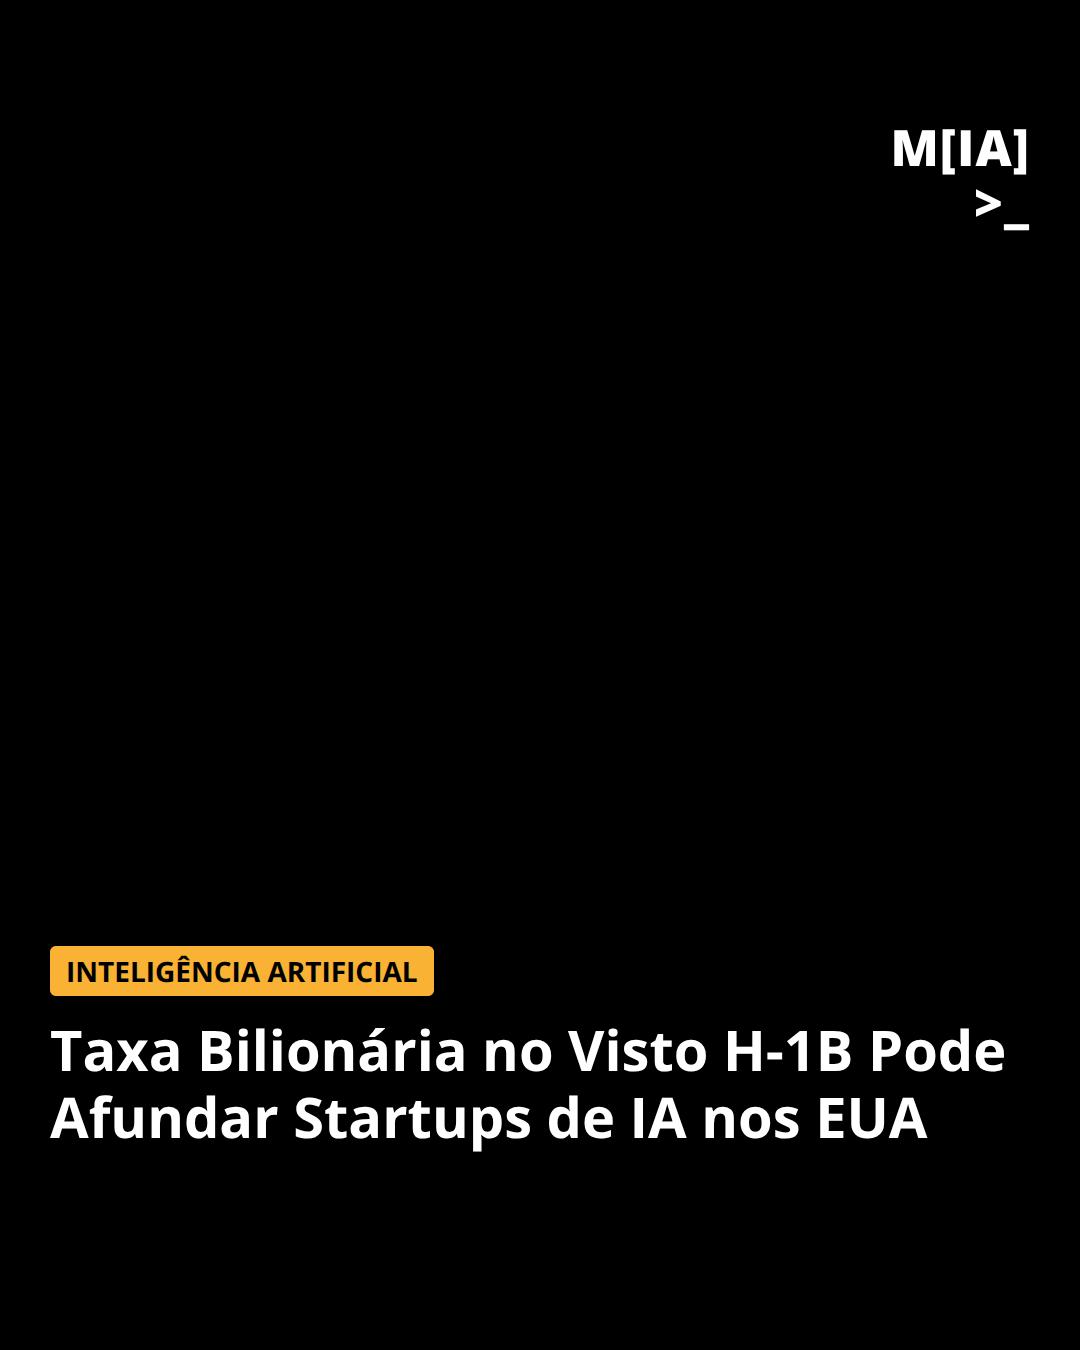 M[IA]
>_
INTELIGÊNCIA ARTIFICIAL
Taxa Bilionária no Visto H-1B Pode
Afundar Startups de IA nos EUA